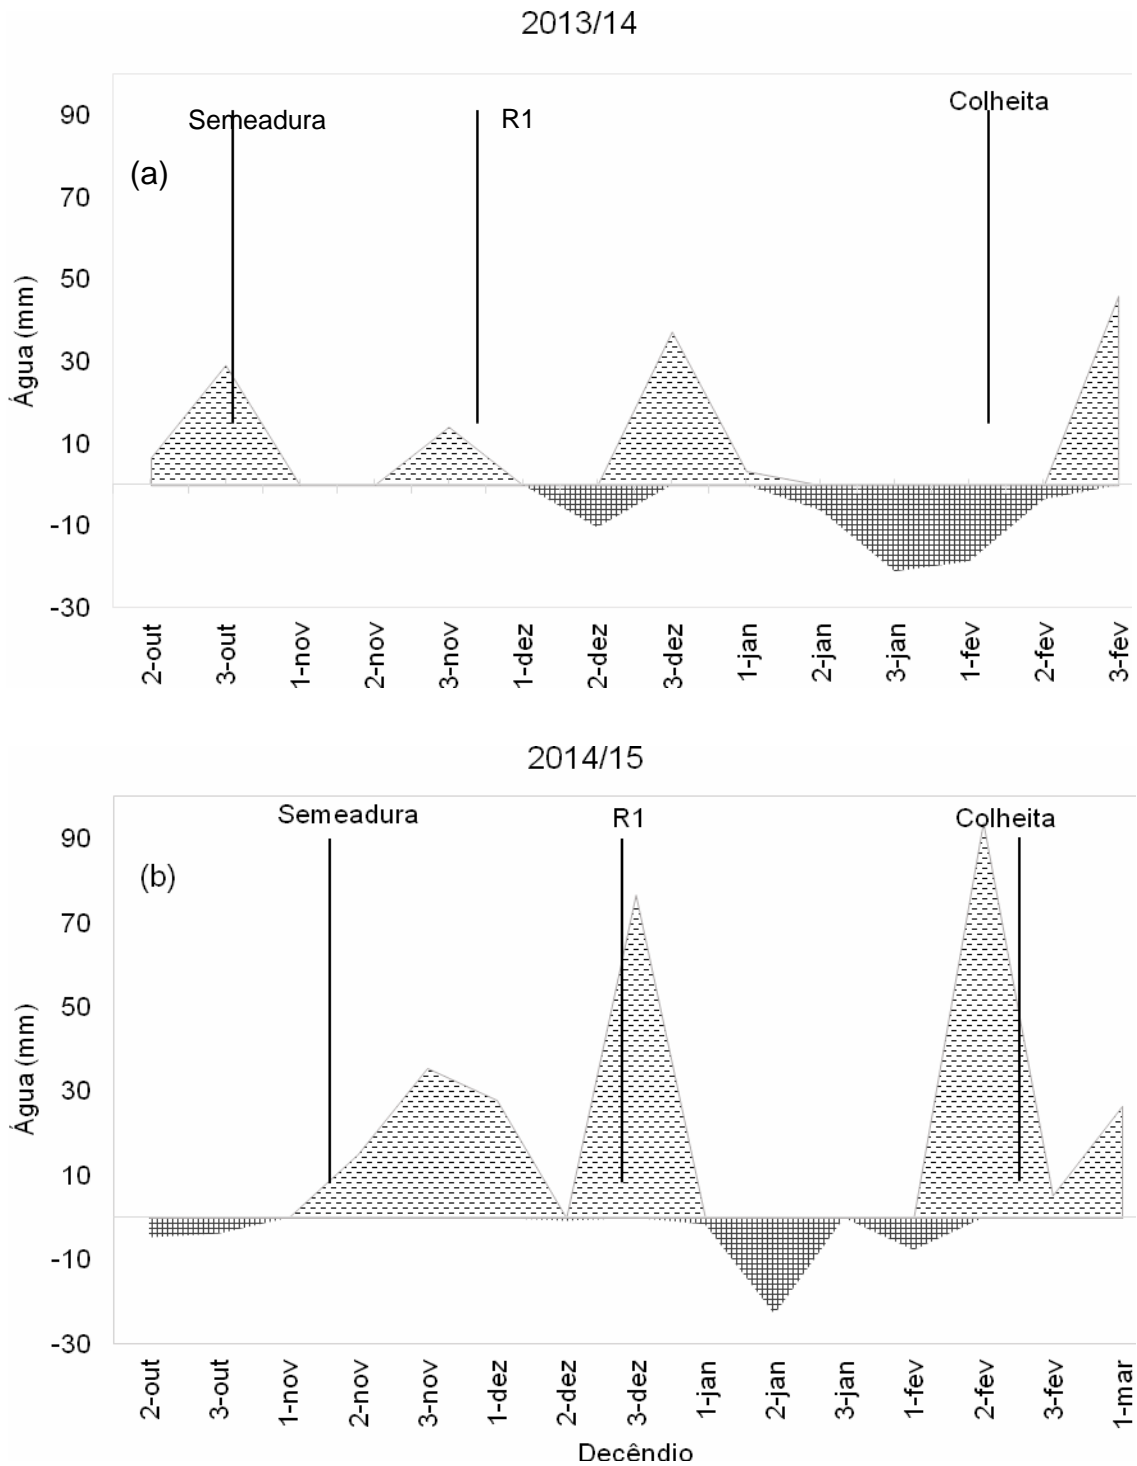 2013/14
Semeadura
R1
Colheita
(a)
90
70
50
30
10
-10
-30
Água (mm)
2-out
3-out
1-nov
2-nov
3-nov
1-dez
2-dez
3-dez
1-jan
2-jan
3-jan
1-fev
2-fev
3-fev
2014/15
Semeadura
R1
Colheita
(b)
90
70
50
30
10
-10
-30
Água (mm)
2-out
3-out
1-nov
2-nov
3-nov
1-dez
2-dez
3-dez
1-jan
2-jan
3-jan
1-fev
2-fev
3-fev
1-mar
Decêndio